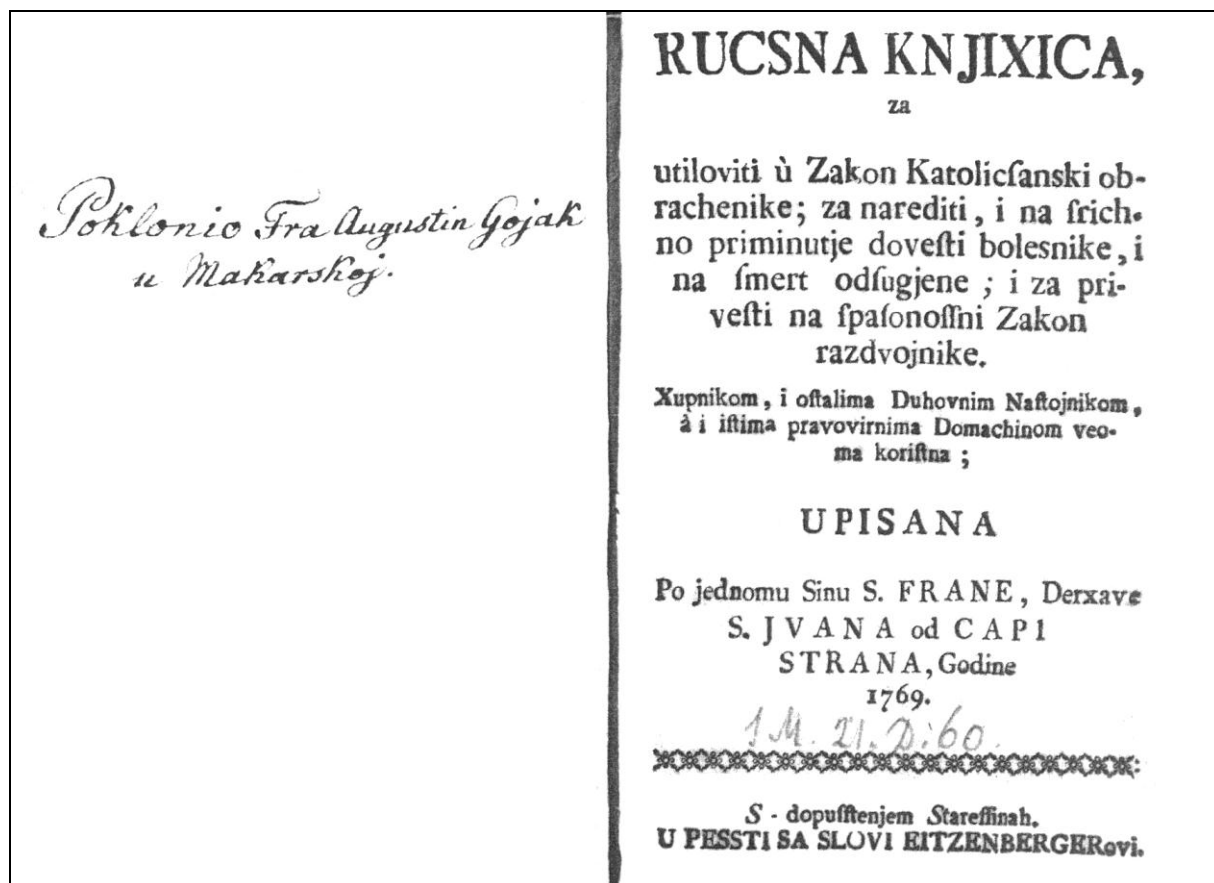 Poklonio Fra Augustin Gojak
u Makarskoj.
RUCSNA KNJIXICA,
za
utiloviti ù Zakon Katolicſanski ob-
rachenike; za narediti, i na ſrich-
no priminutje doveſti bolesnike, i
na ſmert odſugjene ; i za pri-
veſti na ſpaſonoſſni Zakon
razdvojnike.
Xupnikom, i oſtalima Duhovnim Naſtojnikom,
à i iſtima pravovirnima Domachinom veo-
ma koriſtna ;
UPISANA
Po jednomu Sinu S. FRANE, Derxave
S. JVANA od CAPI
STRANA, Godine
1769.
1 M. 21. D: 60.
S - dopuſſtenjem Stareſſinah.
U PESSTI SA SLOVI EITZENBERGERovi.